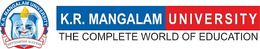 K.R. MANGALAM UNIVERSITY
THE COMPLETE WORLD OF EDUCATION